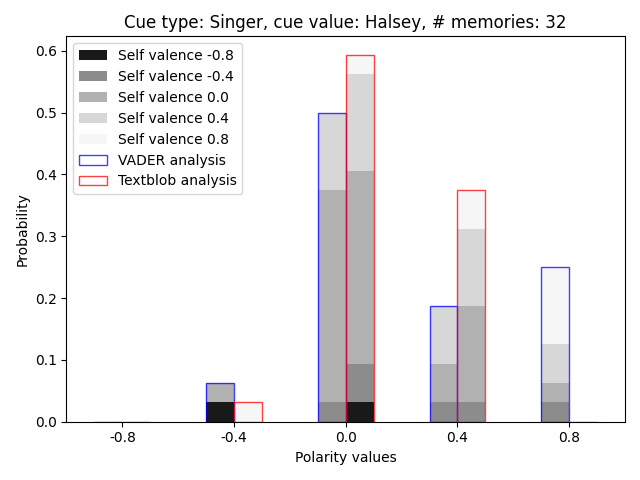 Cue type: Singer, cue value: Halsey, # memories: 32
Self valence -0.8
Self valence -0.4
Self valence 0.0
Self valence 0.4
Self valence 0.8
VADER analysis
Textblob analysis
Probability
0.6
0.5
0.4
0.3
0.2
0.1
0.0
-0.8
-0.4
0.0
0.4
0.8
Polarity values